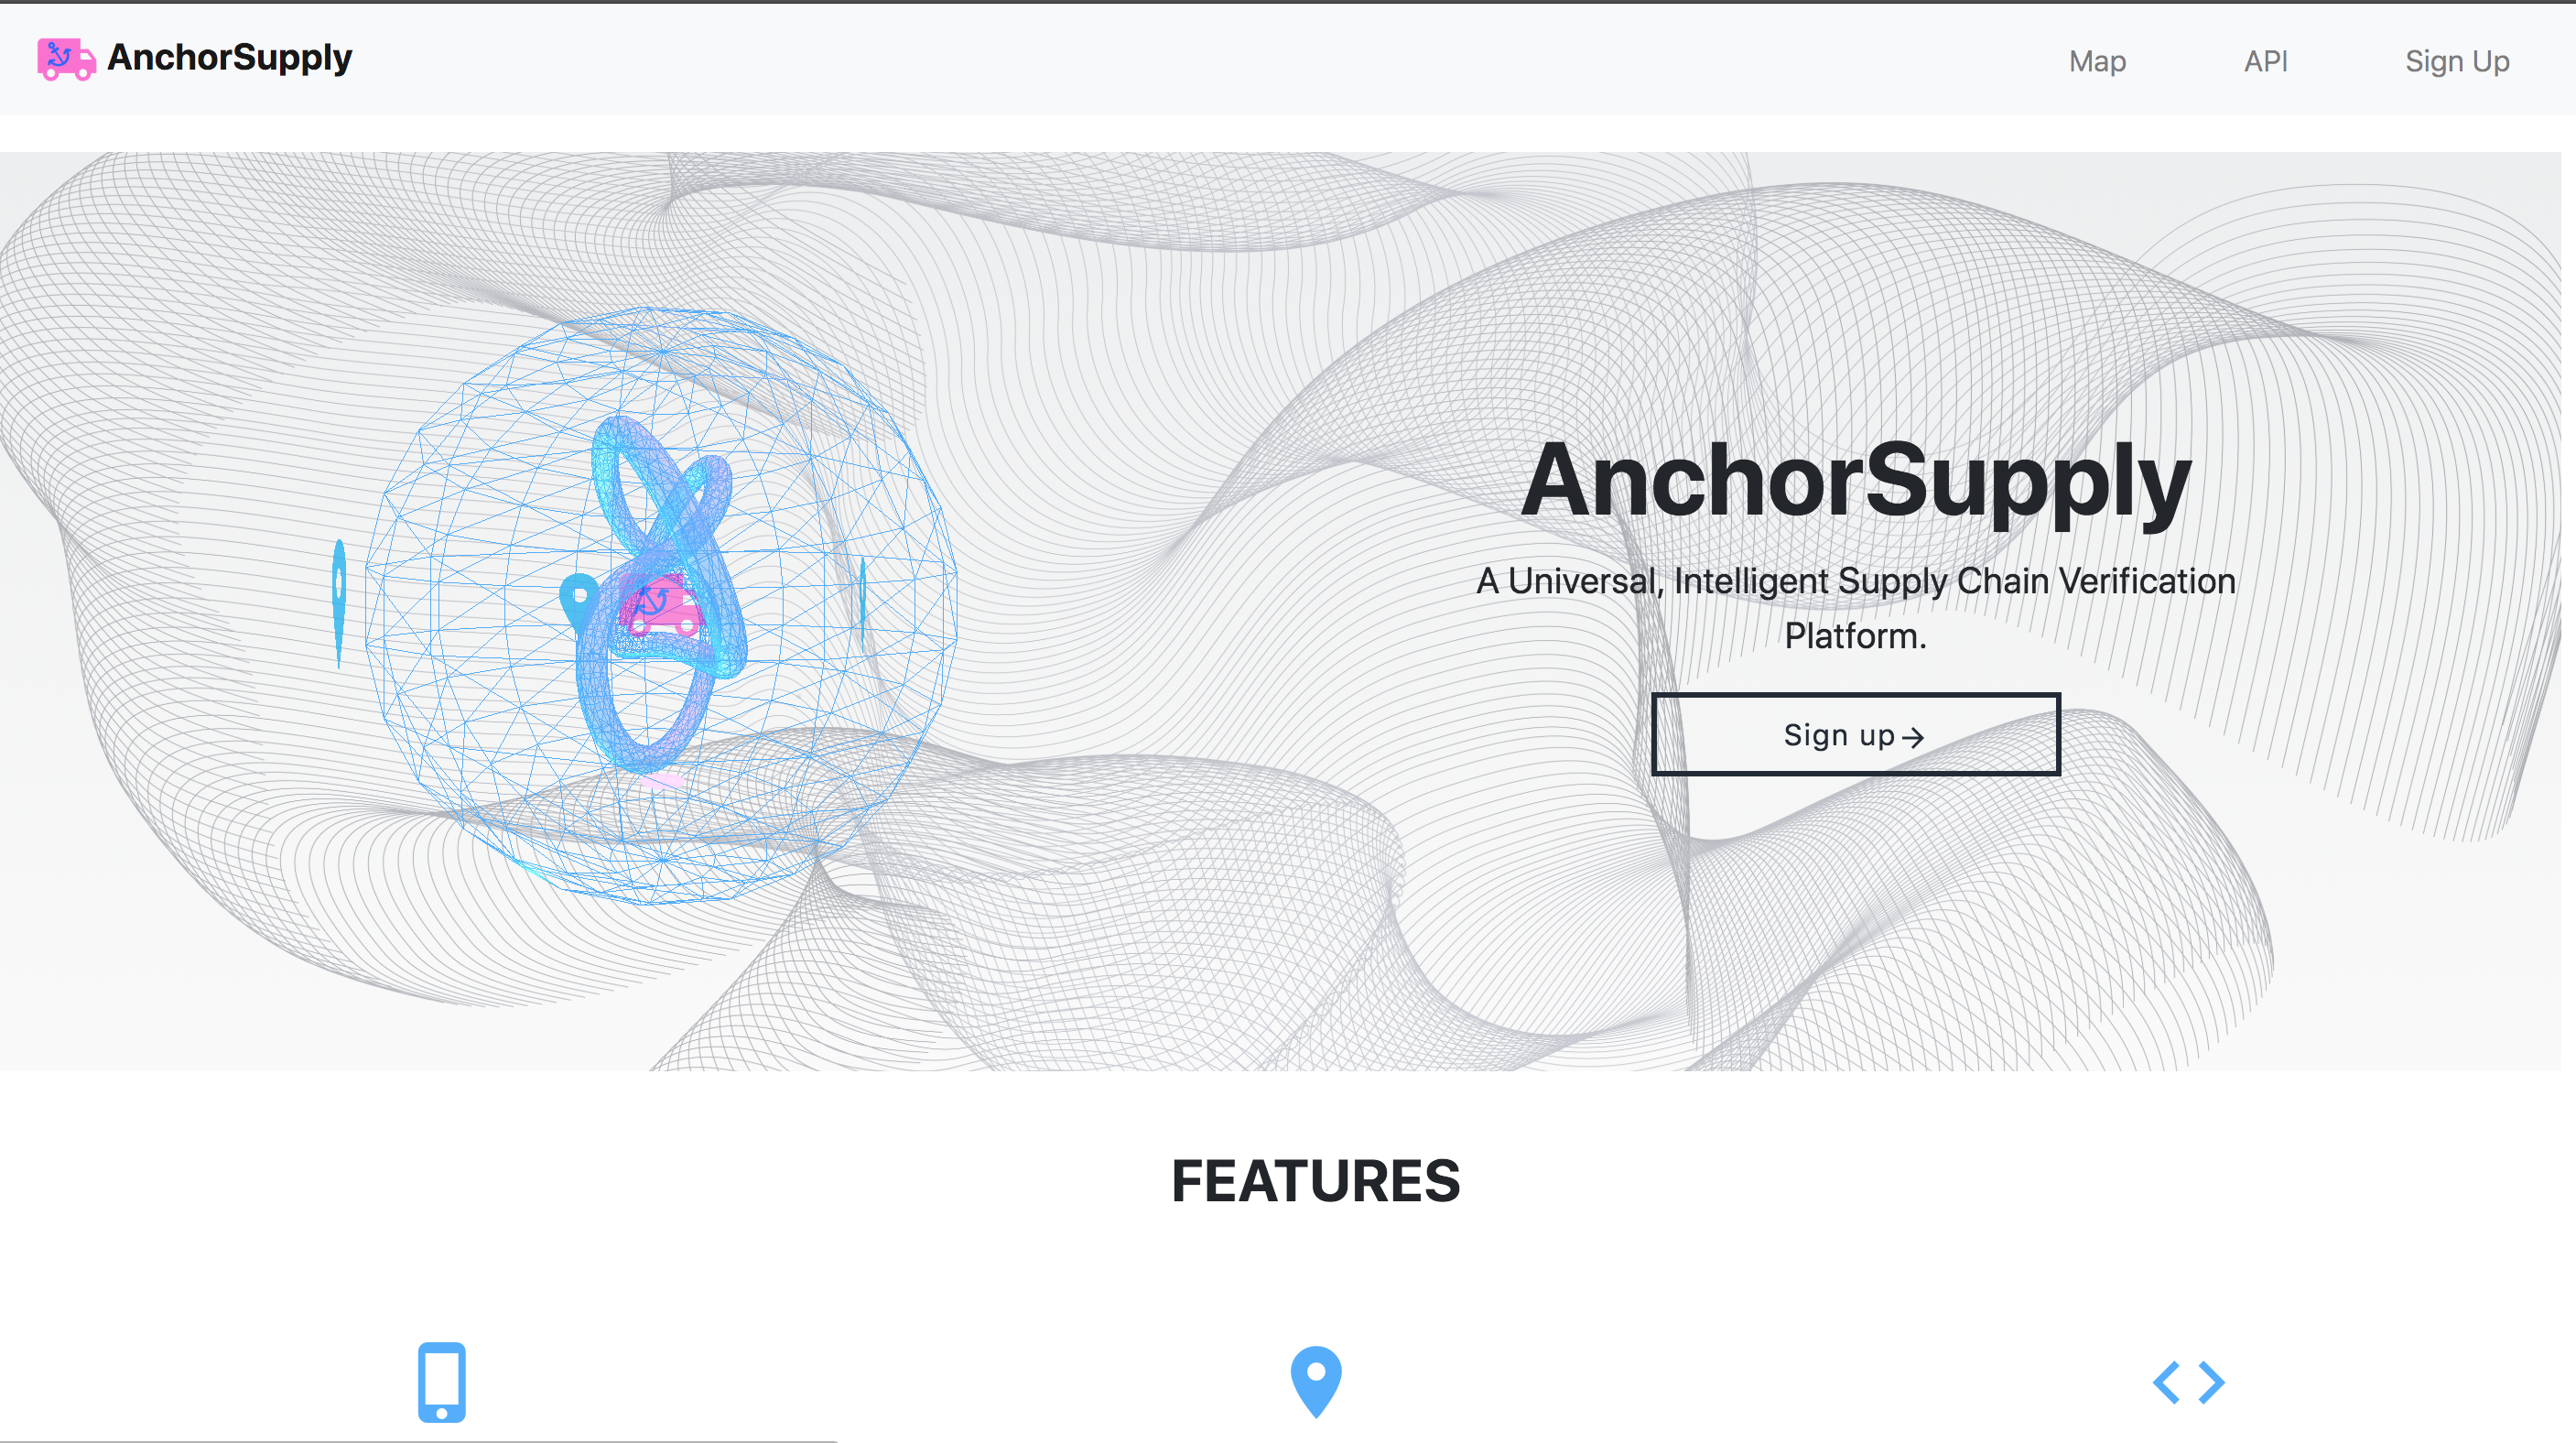 AnchorSupply
Map
API
Sign Up
AnchorSupply
A Universal, Intelligent Supply Chain Verification
Platform.
Sign up→
FEATURES